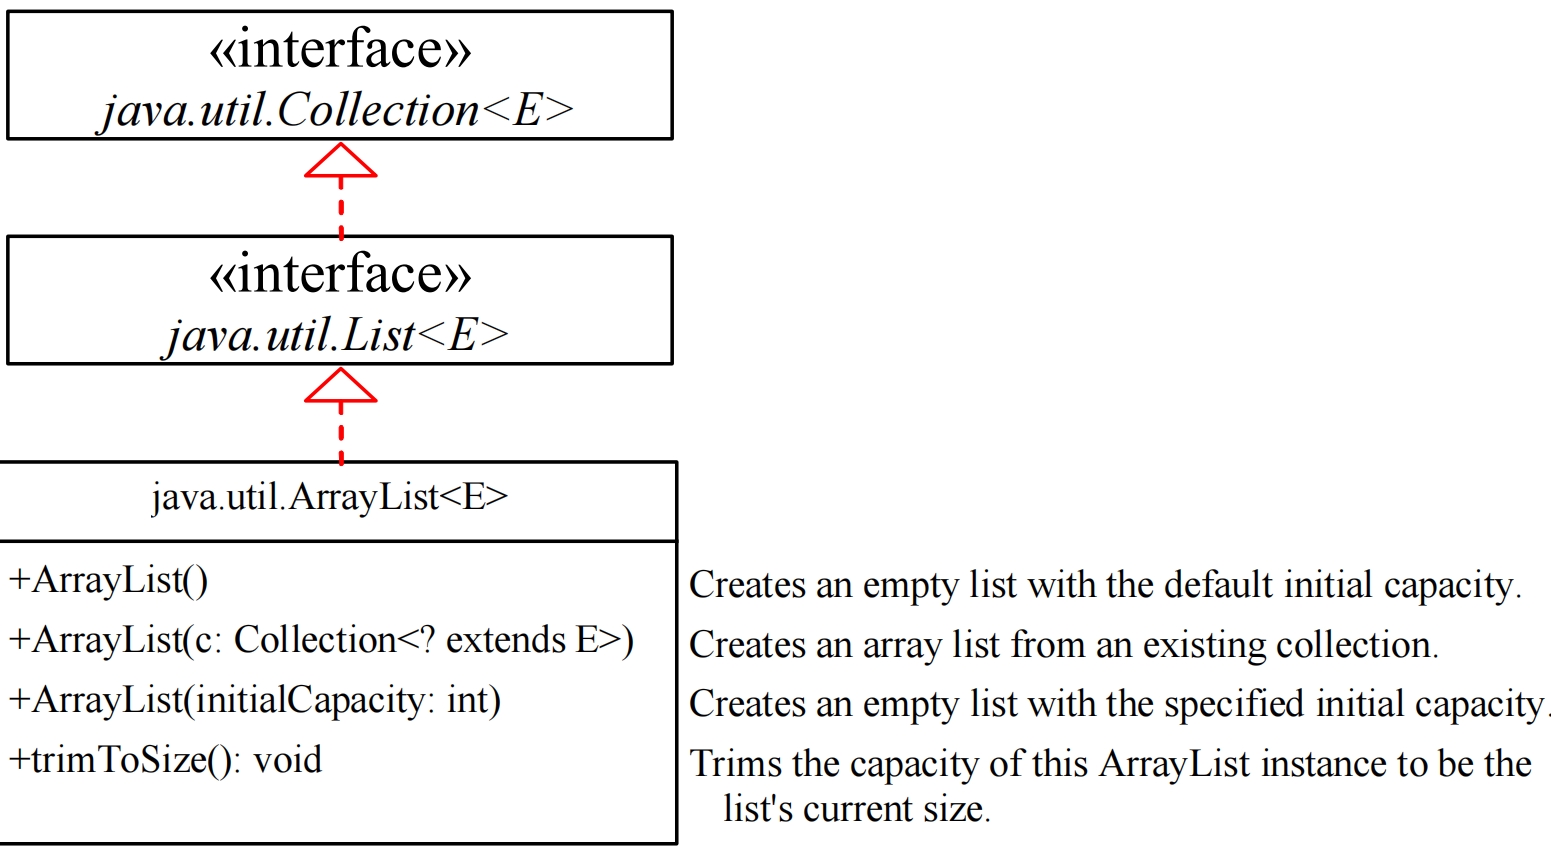 «interface»
java.util.Collection<E>
«interface»
java.util.List<E>
java.util.ArrayList<E>
+ArrayList()
Creates an empty list with the default initial capacity.
+ArrayList(c: Collection<? extends E>)
Creates an array list from an existing collection.
+ArrayList(initialCapacity: int)
Creates an empty list with the specified initial capacity.
+trimToSize(): void
Trims the capacity of this ArrayList instance to be the
list's current size.